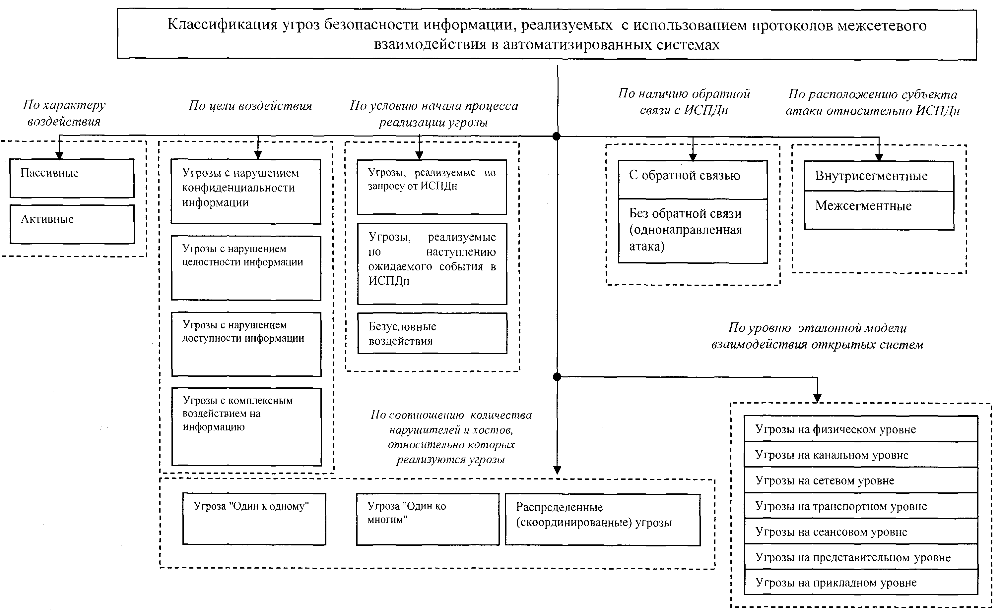 Классификация угроз безопасности информации, реализуемых с использованием протоколов межсетевого
взаимодействия в автоматизированных системах
По характеру
воздействия
Пассивные
Активные
По цели воздействия
Угрозы с нарушением
конфиденциальности
информации
Угрозы с нарушением
целостности информации
Угрозы с нарушением
доступности информации
Угрозы с комплексным
воздействием на
информацию
По условию начала процесса
реализации угрозы
Угрозы, реализуемые по
запросу от ИСПДн
Угрозы, реализуемые
по наступлению
ожидаемого события в
ИСПДн
Безусловные
воздействия
По наличию обратной
связи с ИСПДн
С обратной связью
Без обратной связи
(однонаправленная
атака)
По расположению субъекта
атаки относительно ИСПДн
Внутрисегментные
Межсегментные
По соотношению количества
нарушителей и хостов,
относительно которых
реализуются угрозы
Угроза "Один к одному"
Угроза "Один ко
многим"
Распределенные
(скоординированные) угрозы
По уровню эталонной модели
взаимодействия открытых систем
Угрозы на физическом уровне
Угрозы на канальном уровне
Угрозы на сетевом уровне
Угрозы на транспортном уровне
Угрозы на сеансовом уровне
Угрозы на представительном уровне
Угрозы на прикладном уровне